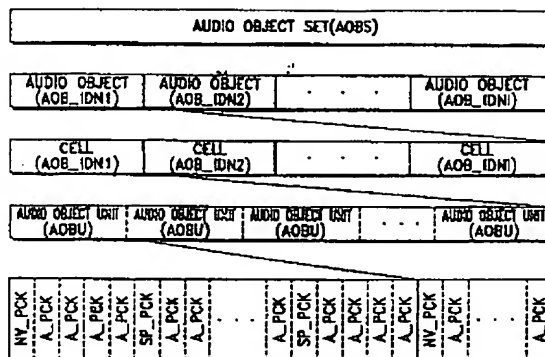 AUDIO OBJECT SET(AOBS)
AUDIO OBJECT (AOB_IDN1) AUDIO OBJECT (AOB_IDN2) . . . AUDIO OBJECT (AOB_IDNI)
CELL (AOB_IDN1) CELL (AOB_IDN2) . . . CELL (AOB_IDNI)
AUDIO OBJECT UNIT (AOBU) AUDIO OBJECT UNIT (AOBU) AUDIO OBJECT UNIT (AOBU) . . . AUDIO OBJECT UNIT (AOBU)
NV_PCK A_PCK A_PCK A_PCK A_PCK SP_PCK A_PCK A_PCK . . . A_PCK SP_PCK A_PCK A_PCK A_PCK A_PCK NV_PCK A_PCK . . . A_PCK